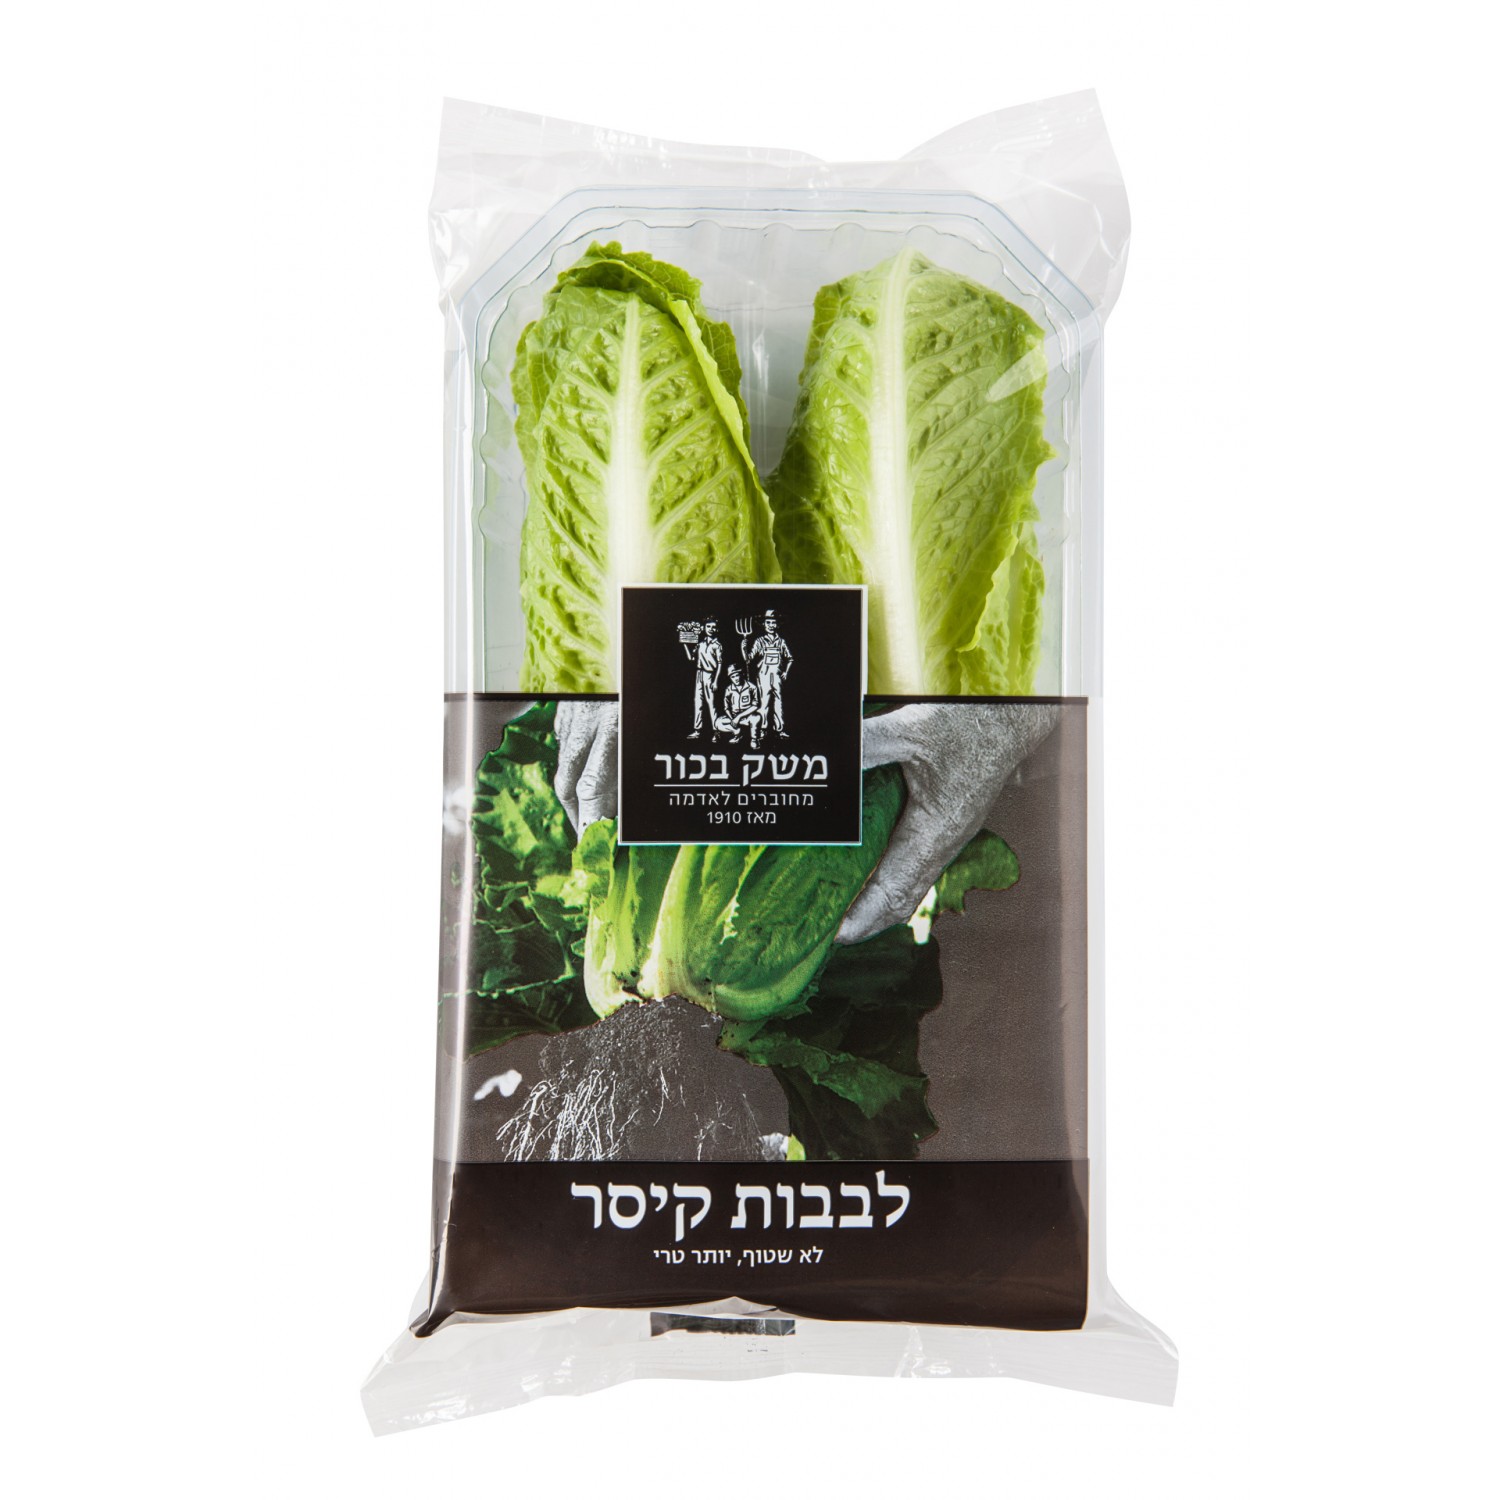 משק בכור
מחוברים לאדמה
מאז 1910
לבבות קיסר
לא שטוף, יותר טרי